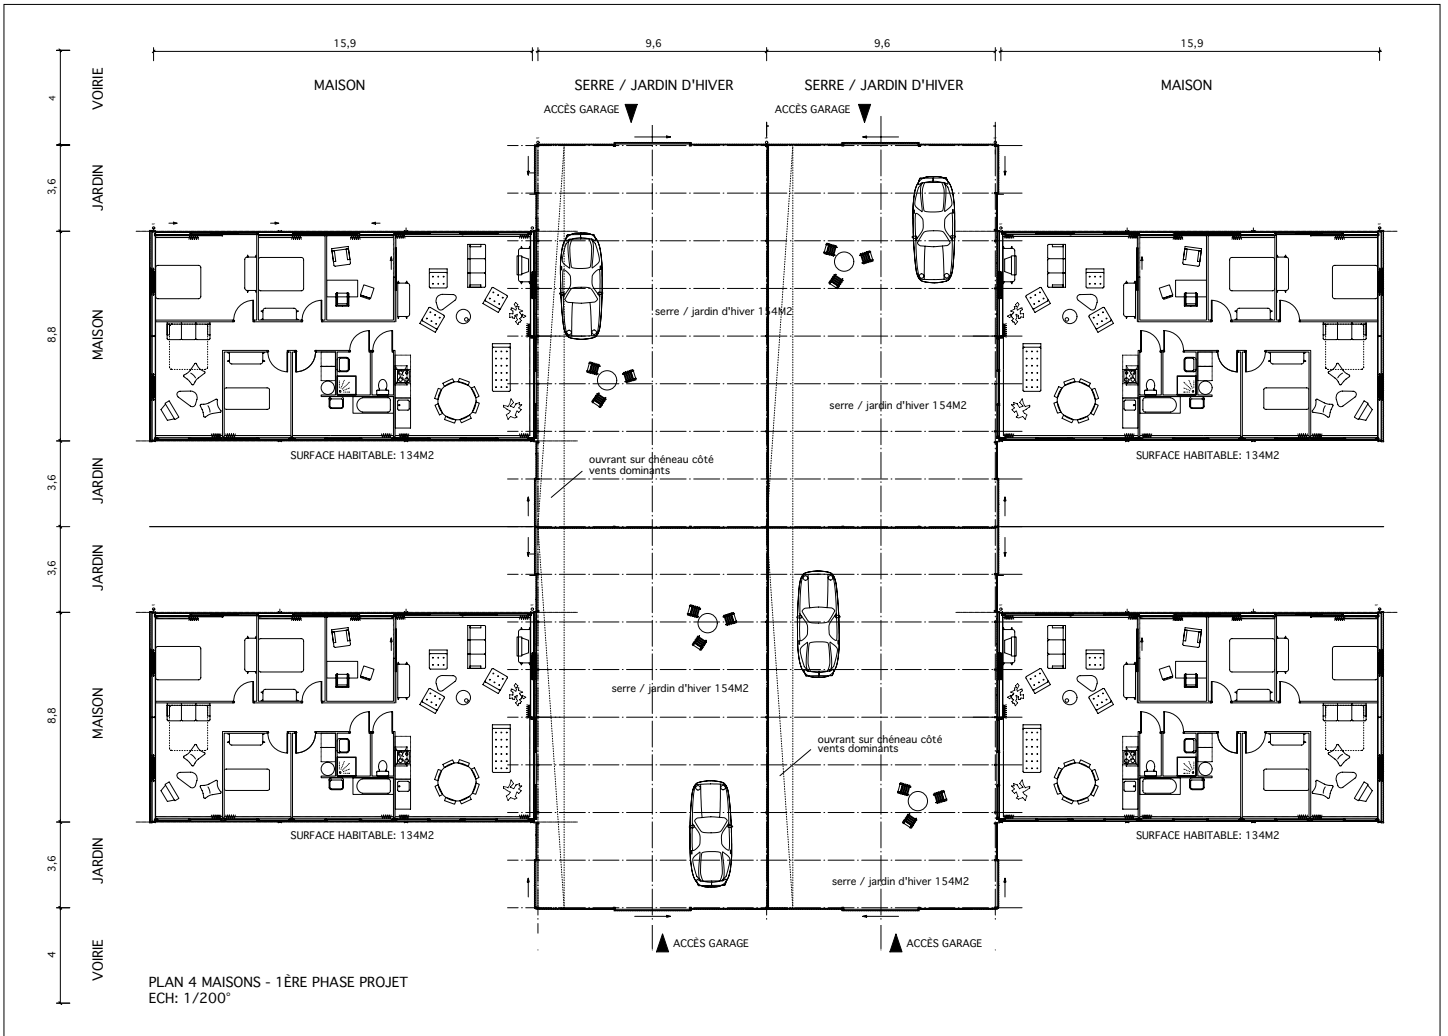 15,9
9,6
9,6
15,9
MAISON
SERRE / JARDIN D'HIVER
SERRE / JARDIN D'HIVER
MAISON
ACCÈS GARAGE
ACCÈS GARAGE
4
VOIRIE
3,6
JARDIN
8,8
MAISON
serre / jardin d'hiver 154M2
serre / jardin d'hiver 154M2
SURFACE HABITABLE: 134M2
SURFACE HABITABLE: 134M2
ouvrant sur chéneau côté
vents dominants
3,6
JARDIN
3,6
JARDIN
8,8
MAISON
serre / jardin d'hiver 154M2
ouvrant sur chéneau côté
vents dominants
SURFACE HABITABLE: 134M2
SURFACE HABITABLE: 134M2
3,6
JARDIN
serre / jardin d'hiver 154M2
4
VOIRIE
ACCÈS GARAGE
ACCÈS GARAGE
PLAN 4 MAISONS - 1ÈRE PHASE PROJET
ECH: 1/200°